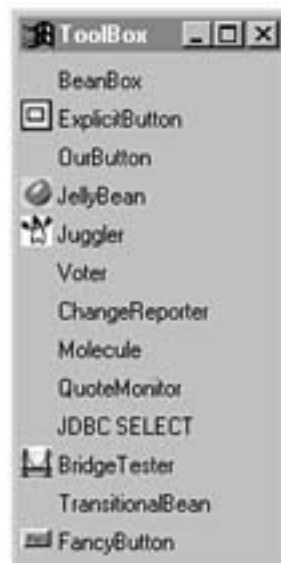 ToolBox
BeanBox
ExplicitButton
OurButton
JellyBean
Juggler
Voter
ChangeReporter
Molecule
QuoteMonitor
JDBC SELECT
BridgeTester
TransitionalBean
FancyButton